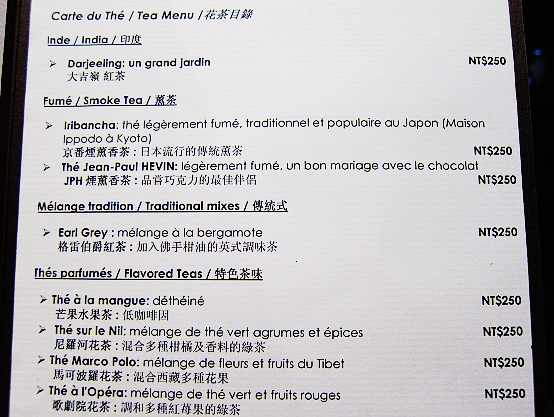 Carte du Thé / Tea Menu /花茶目錄
Inde / India / 印度
➢ Darjeeling: un grand jardin NT$250
大吉嶺 紅茶
Fumé / Smoke Tea / 薰茶
➢ Iribancha: thé légèrement fumé, traditionnel et populaire au Japon (Maison
Ippodo à Kyoto)
京番煙薰香茶 : 日本流行的傳統薰茶 NT$250
➢ Thé Jean-Paul HEVIN: légèrement fumé, un bon mariage avec le chocolat
JPH 煙薰香茶 : 品嘗巧克力的最佳伴侶 NT$250
Mélange tradition / Traditional mixes / 傳統式
➢ Earl Grey : mélange à la bergamote NT$250
格雷伯爵紅茶 : 加入佛手柑油的英式調味茶
Thés parfumés / Flavored Teas / 特色茶味
➢ Thé à la mangue: déthéiné NT$250
芒果水果茶 : 低咖啡因
➢ Thé sur le Nil: mélange de thé vert agrumes et épices NT$250
尼羅河花茶 : 混合多種柑橘及香料的綠茶
➢ Thé Marco Polo: mélange de fleurs et fruits du Tibet NT$250
馬可波羅花茶 : 混合西藏多種花果
➢ Thé à l'Opéra: mélange de thé vert et fruits rouges NT$250
歌劇院花茶 : 調和多種紅苺果的綠茶